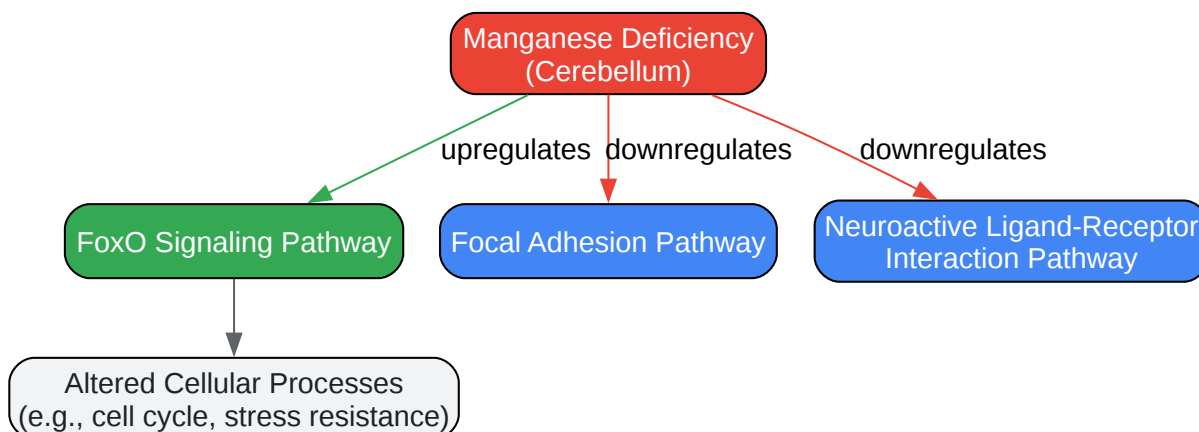 Manganese Deficiency
(Cerebellum)
upregulates
downregulates
downregulates
FoxO Signaling Pathway
Focal Adhesion Pathway
Neuroactive Ligand-Receptor
Interaction Pathway
Altered Cellular Processes
(e.g., cell cycle, stress resistance)